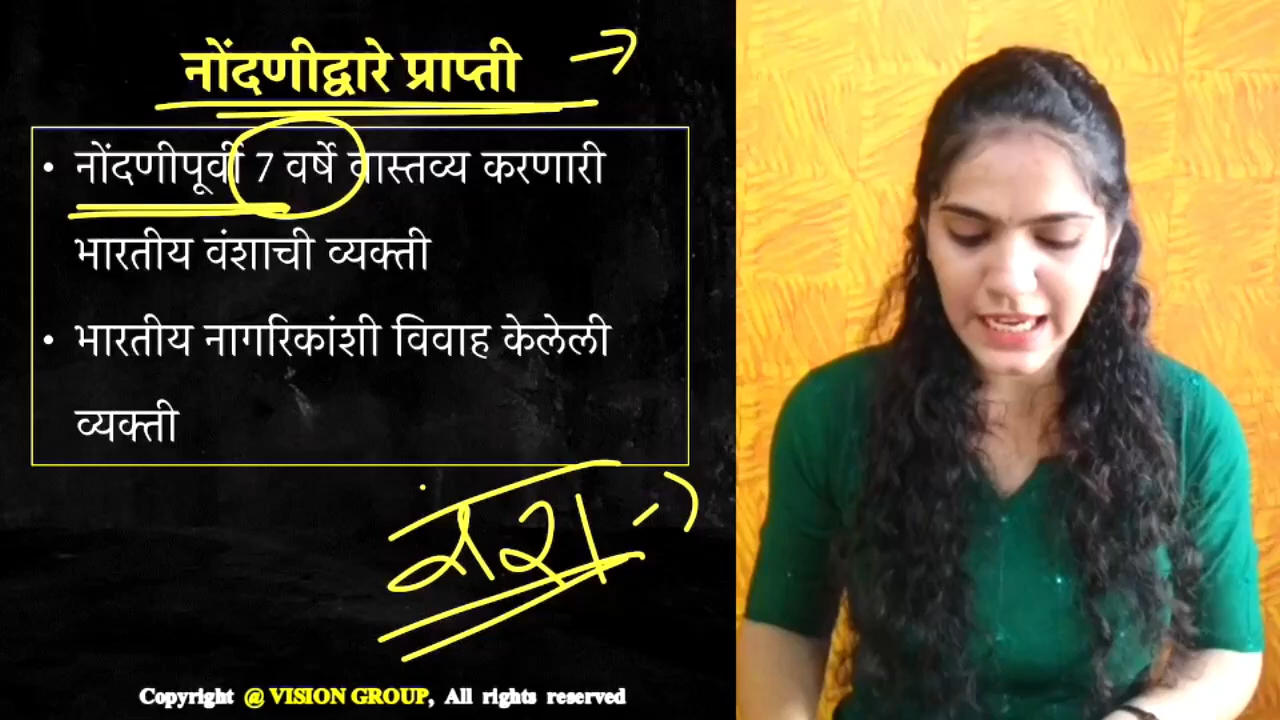 नोंदणीद्वारे प्राप्ती
• नोंदणीपूर्वी 7 वर्षे वास्तव्य करणारी
भारतीय वंशाची व्यक्ती
• भारतीय नागरिकांशी विवाह केलेली
व्यक्ती
Copyright @ VISION GROUP, All rights reserved